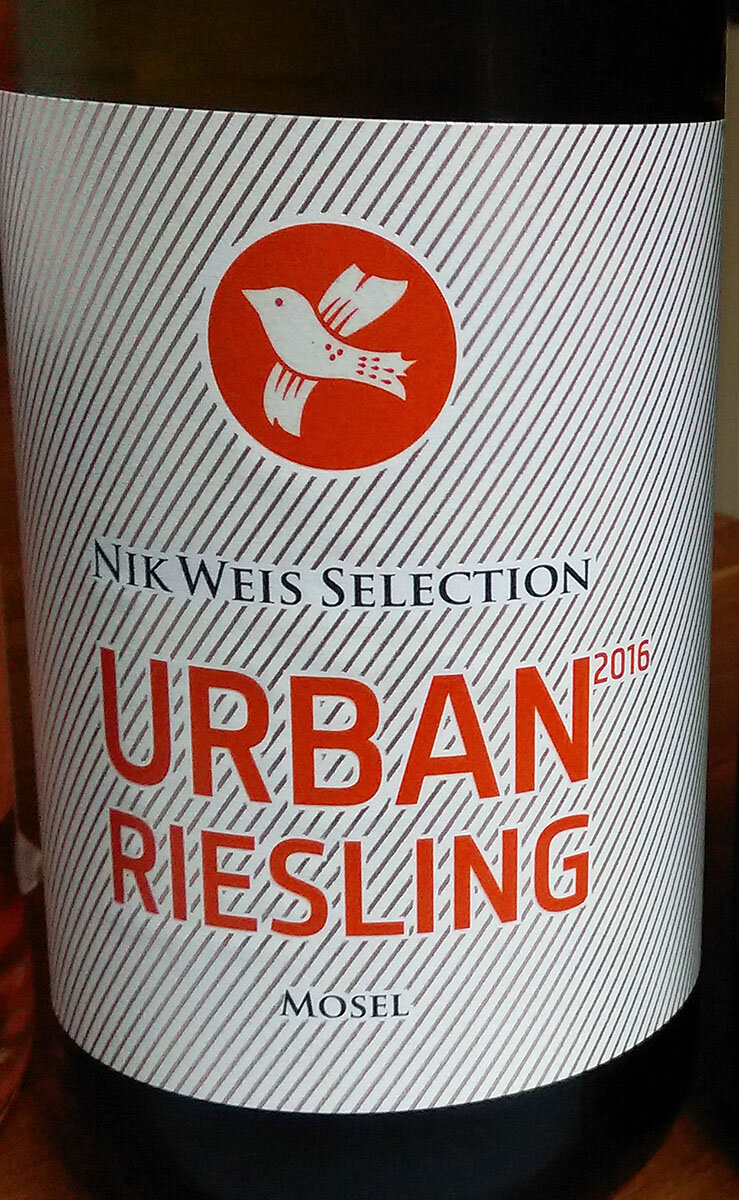 NIK WEIS SELECTION
URBAN 2016
RIESLING
MOSEL